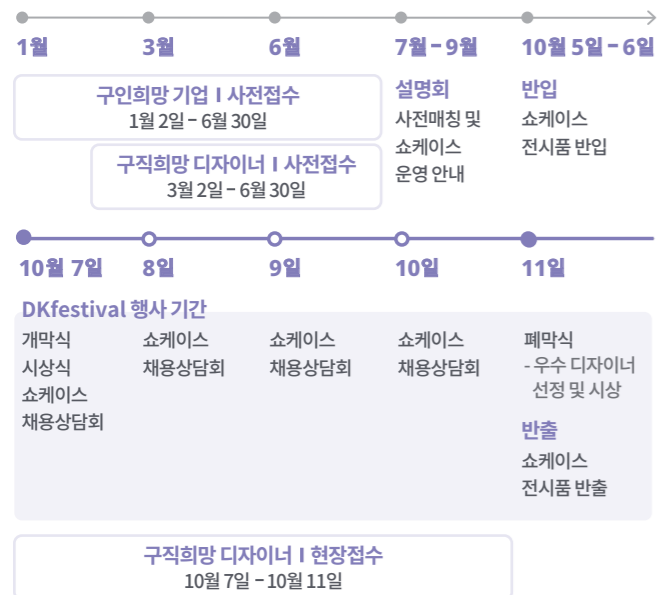 1월
3월
6월
7월-9월
10월 5일-6일
구인희망 기업 I 사전접수
1월 2일- 6월 30일
구직희망 디자이너 I 사전접수
3월 2일- 6월 30일
설명회
사전매칭 및
쇼케이스
운영 안내
반입
쇼케이스
전시품 반입
10월 7일
8일
9일
10일
11일
DKfestival 행사 기간
개막식
시상식
쇼케이스
채용상담회
쇼케이스
채용상담회
쇼케이스
채용상담회
쇼케이스
채용상담회
폐막식
- 우수 디자이너
선정 및 시상
반출
쇼케이스
전시품 반출
구직희망 디자이너 I 현장접수
10월 7일 -10월 11일